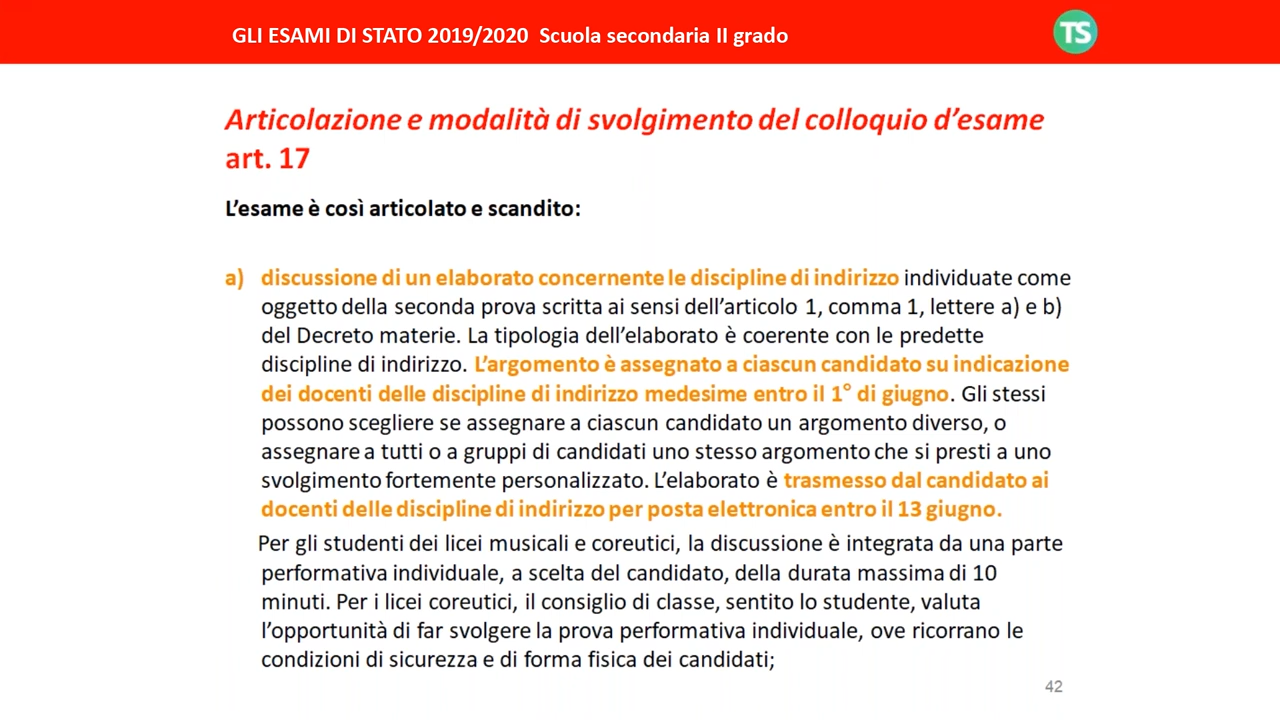 GLI ESAMI DI STATO 2019/2020 Scuola secondaria II grado
TS
Articolazione e modalità di svolgimento del colloquio d'esame
art. 17
L'esame è così articolato e scandito:
a) discussione di un elaborato concernente le discipline di indirizzo individuate come
oggetto della seconda prova scritta ai sensi dell'articolo 1, comma 1, lettere a) e b)
del Decreto materie. La tipologia dell'elaborato è coerente con le predette
discipline di indirizzo. L'argomento è assegnato a ciascun candidato su indicazione
dei docenti delle discipline di indirizzo medesime entro il 1° di giugno. Gli stessi
possono scegliere se assegnare a ciascun candidato un argomento diverso, o
assegnare a tutti o a gruppi di candidati uno stesso argomento che si presti a uno
svolgimento fortemente personalizzato. L'elaborato è trasmesso dal candidato ai
docenti delle discipline di indirizzo per posta elettronica entro il 13 giugno.
Per gli studenti dei licei musicali e coreutici, la discussione è integrata da una parte
performativa individuale, a scelta del candidato, della durata massima di 10
minuti. Per i licei coreutici, il consiglio di classe, sentito lo studente, valuta
l'opportunità di far svolgere la prova performativa individuale, ove ricorrano le
condizioni di sicurezza e di forma fisica dei candidati;
42